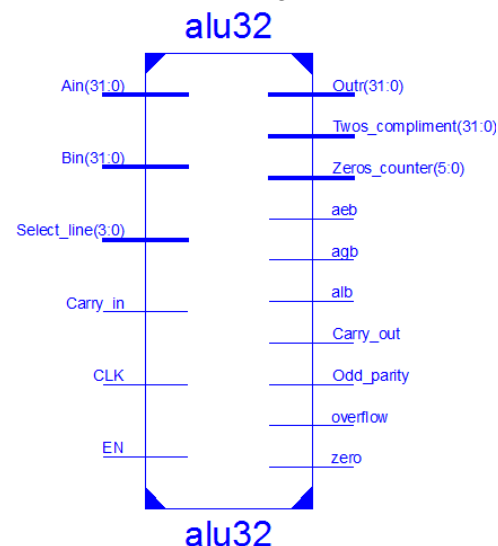 alu32
Ain(31:0)
Outr(31:0)
Twos_compliment(31:0)
Bin(31:0)
Zeros_counter(5:0)
aeb
Select_line(3:0)
agb
alb
Carry_in
Carry_out
CLK
Odd_parity
overflow
EN
zero
alu32